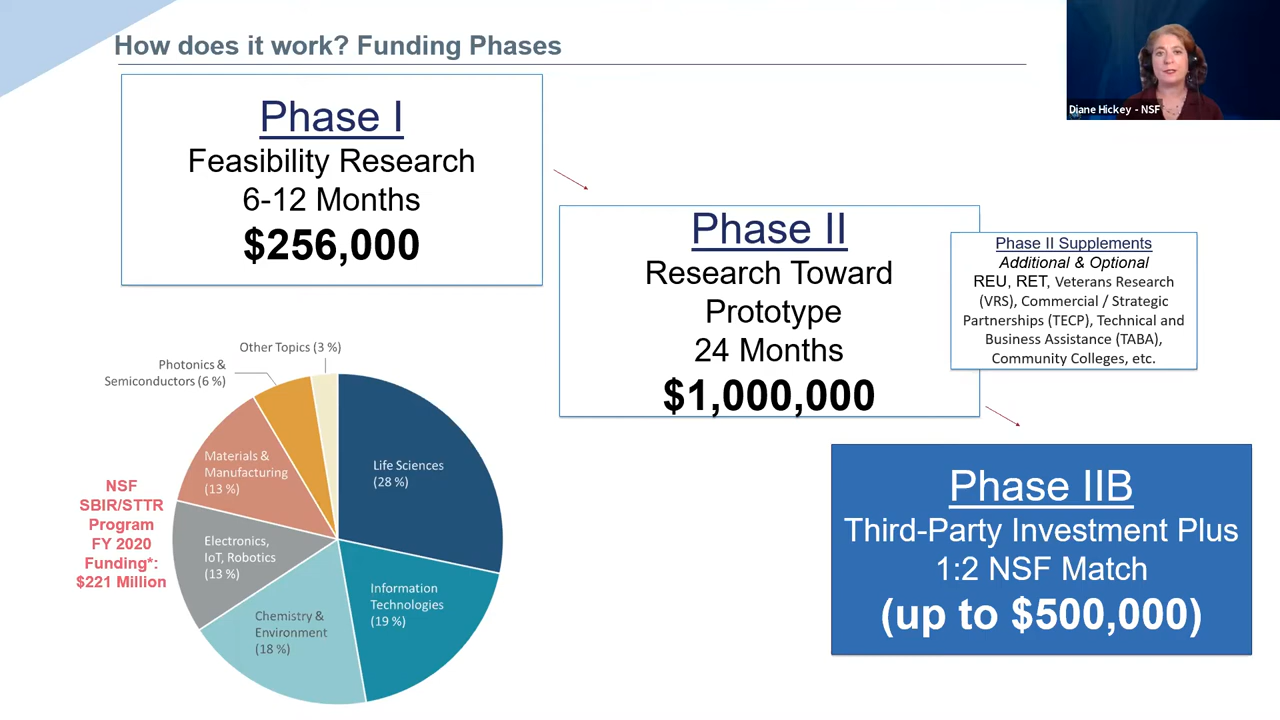 How does it work? Funding Phases
Diane Hickey - NSF
Phase I
Feasibility Research
6-12 Months
$256,000
Phase II
Research Toward
Prototype
24 Months
$1,000,000
Phase II Supplements
Additional & Optional
REU, RET, Veterans Research
(VRS), Commercial / Strategic
Partnerships (TECP), Technical and
Business Assistance (TABA),
Community Colleges, etc.
Phase IIB
Third-Party Investment Plus
1:2 NSF Match
(up to $500,000)
NSF
SBIR/STTR
Program
FY 2020
Funding*:
$221 Million
Other Topics (3 %)
Photonics &
Semiconductors (6 %)
Materials &
Manufacturing
(13 %)
Electronics,
IoT, Robotics
(13 %)
Chemistry &
Environment
(18 %)
Information
Technologies
(19 %)
Life Sciences
(28 %)